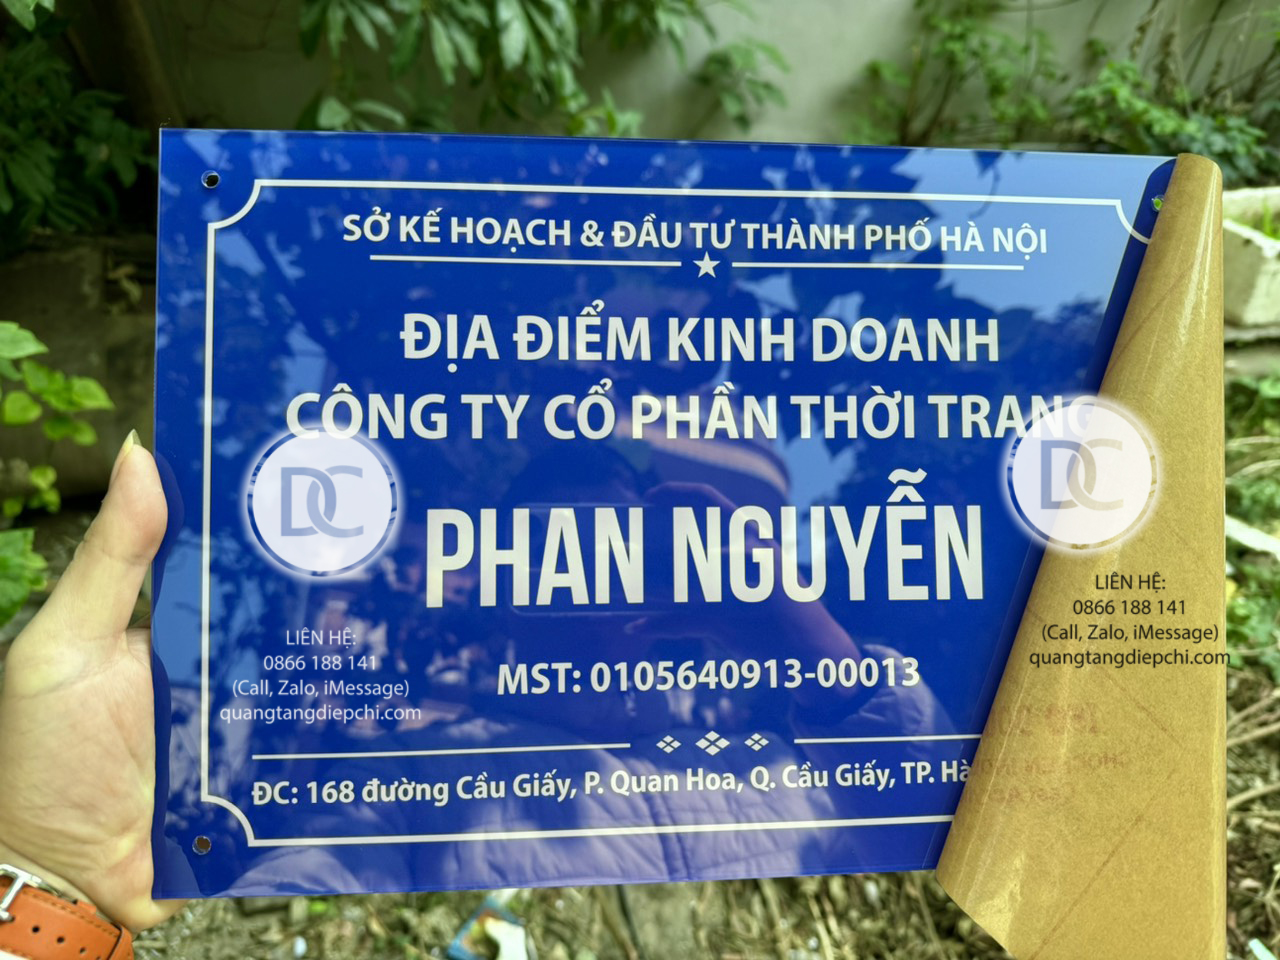 SỞ KẾ HOẠCH & ĐẦU TƯ THÀNH PHỐ HÀ NỘI
ĐỊA ĐIỂM KINH DOANH
CÔNG TY CỔ PHẦN THỜI TRANG
PHAN NGUYỄN
MST: 0105640913-00013
ĐC: 168 đường Cầu Giấy, P. Quan Hoa, Q. Cầu Giấy, TP. Hà
DC
LIÊN HỆ:
0866 188 141
(Call, Zalo, iMessage)
quangtangdiepchi.com
DC
LIÊN HỆ:
0866 188 141
(Call, Zalo, iMessage)
quangtangdiepchi.com